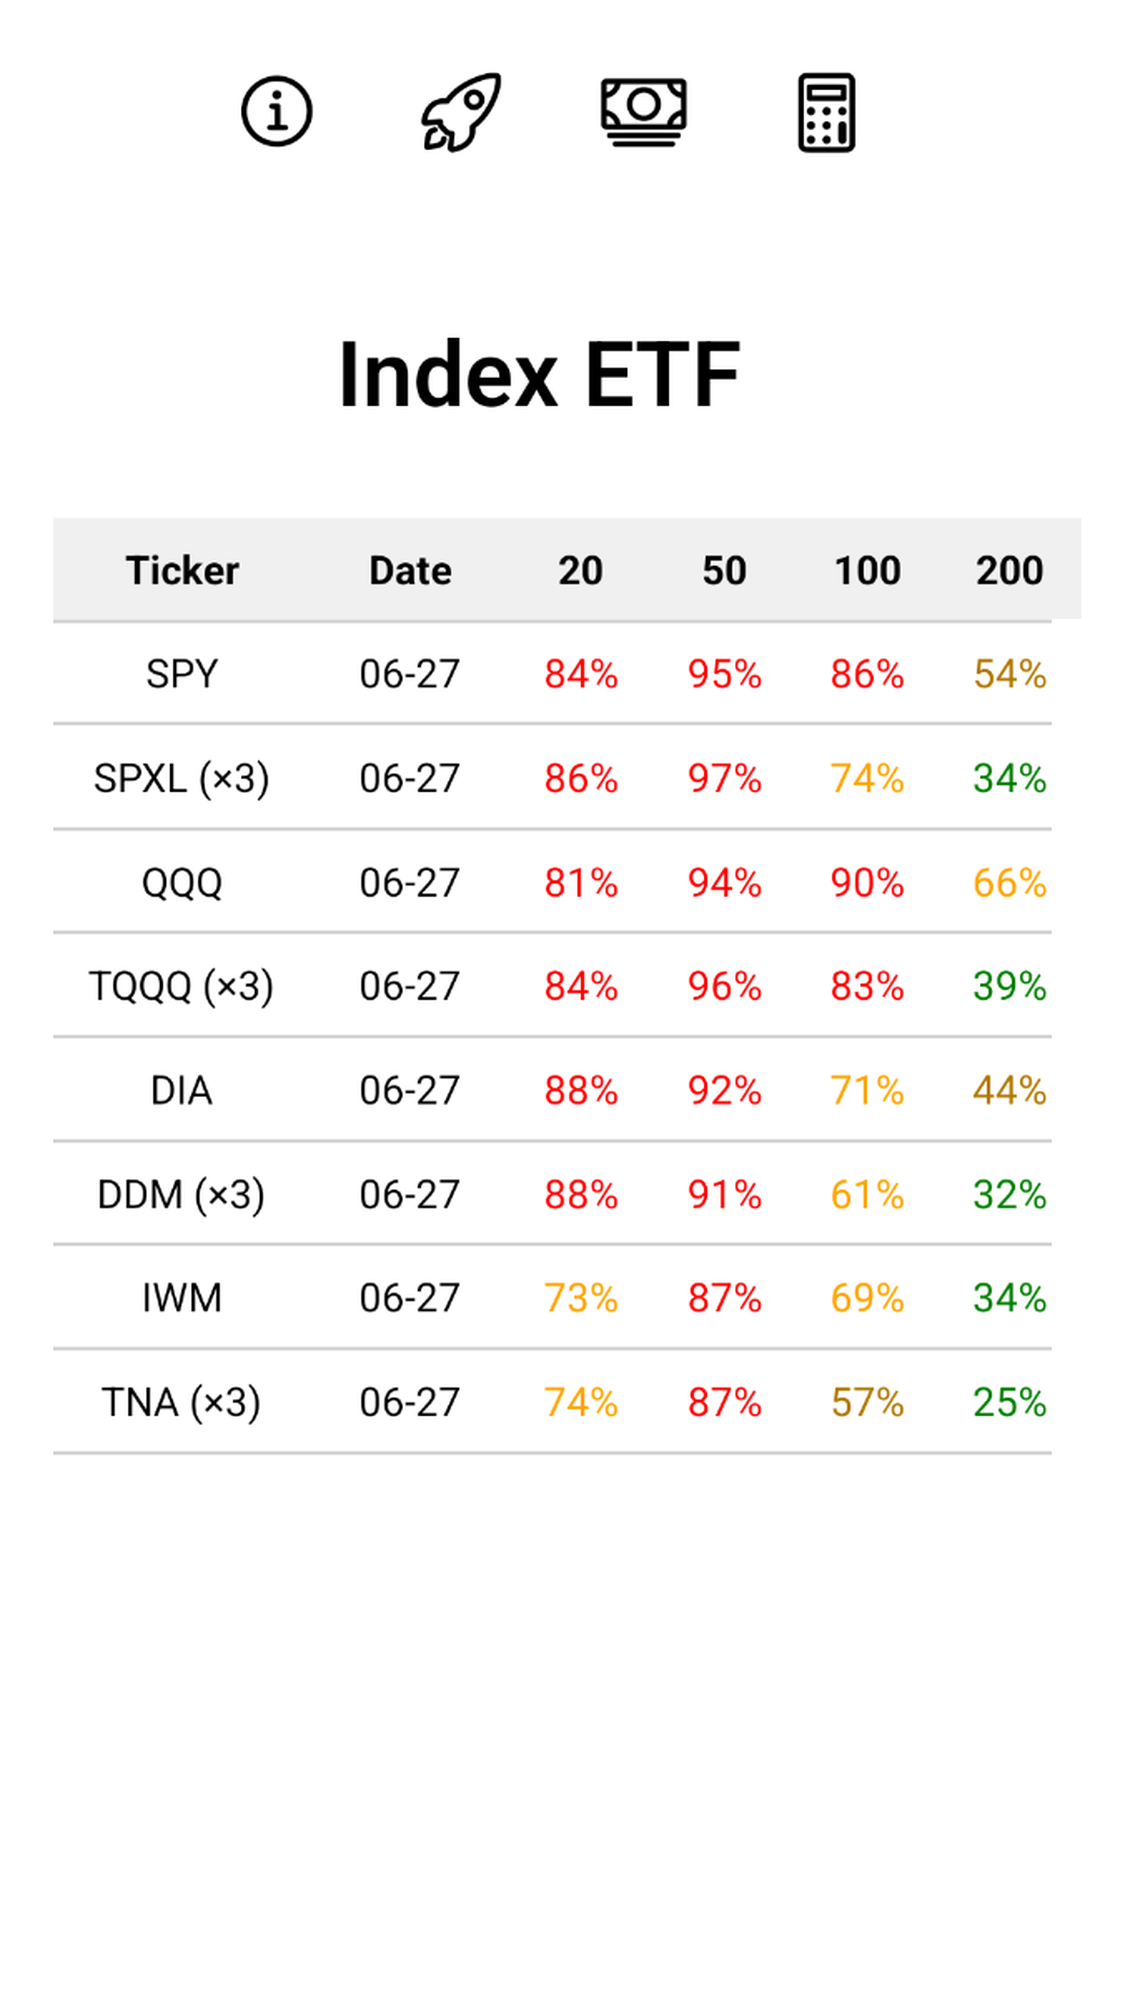 Index ETF
Ticker Date 20 50 100 200
SPY 06-27 84% 95% 86% 54%
SPXL (×3) 06-27 86% 97% 74% 34%
QQQ 06-27 81% 94% 90% 66%
TQQQ (×3) 06-27 84% 96% 83% 39%
DIA 06-27 88% 92% 71% 44%
DDM (×3) 06-27 88% 91% 61% 32%
IWM 06-27 73% 87% 69% 34%
TNA (×3) 06-27 74% 87% 57% 25%